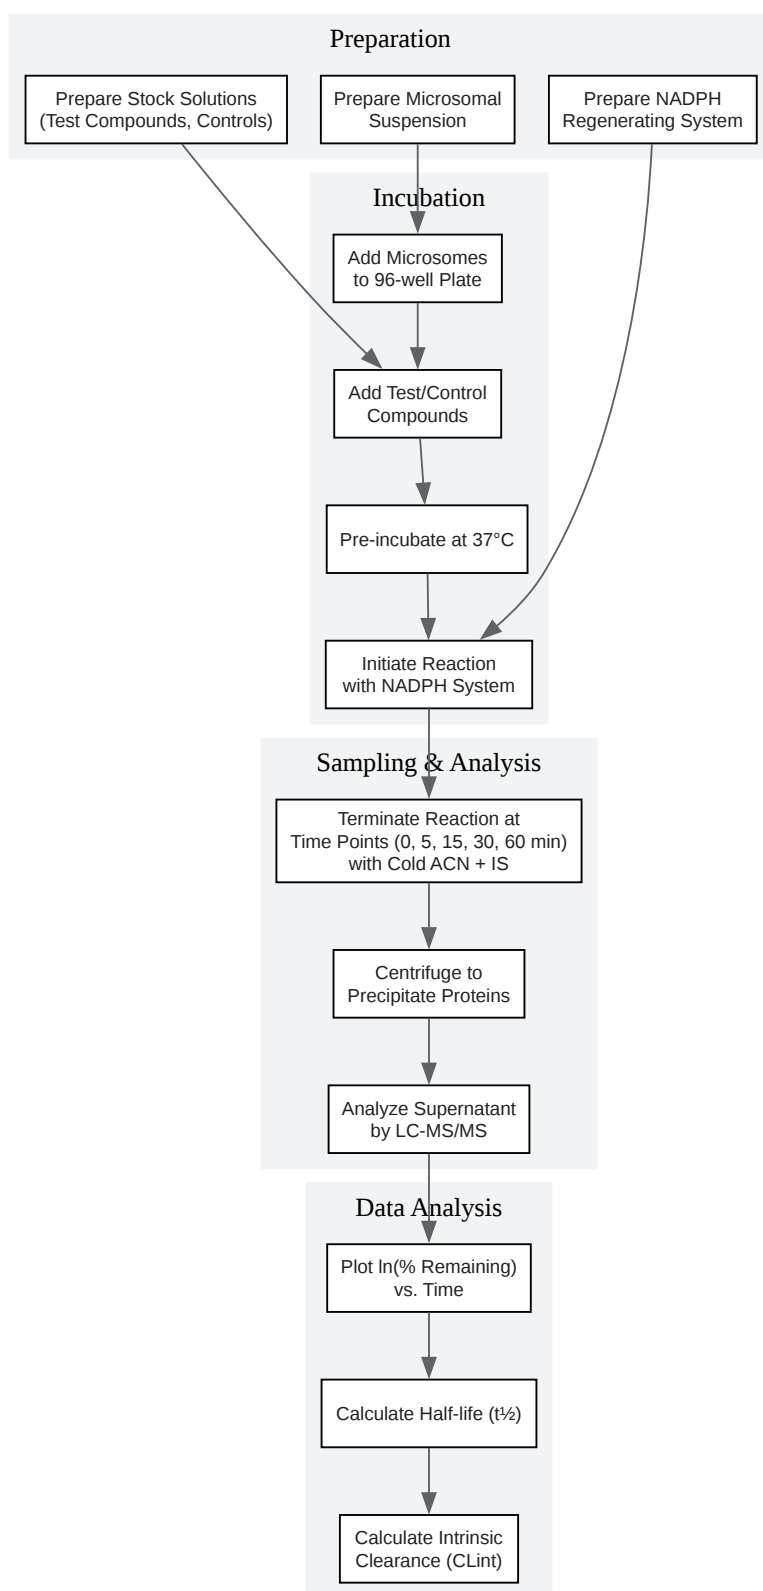 Preparation
Prepare Stock Solutions
(Test Compounds, Controls)
Prepare Microsomal
Suspension
Prepare NADPH
Regenerating System
Incubation
Add Microsomes
to 96-well Plate
Add Test/Control
Compounds
Pre-incubate at 37°C
Initiate Reaction
with NADPH System
Sampling & Analysis
Terminate Reaction at
Time Points (0, 5, 15, 30, 60 min)
with Cold ACN + IS
Centrifuge to
Precipitate Proteins
Analyze Supernatant
by LC-MS/MS
Data Analysis
Plot ln(% Remaining)
vs. Time
Calculate Half-life (t½)
Calculate Intrinsic
Clearance (CLint)